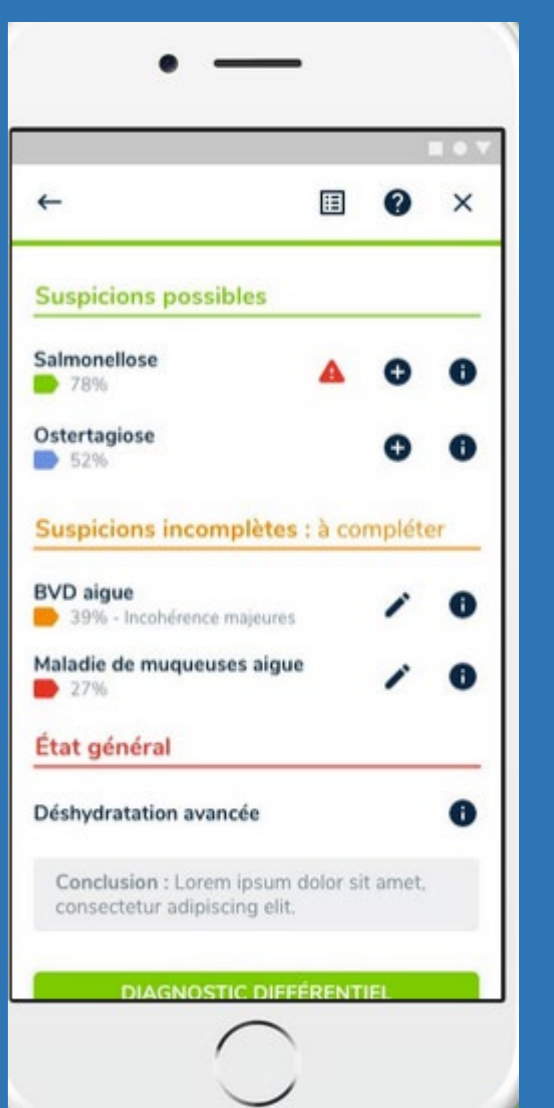 Suspicions possibles
Salmonellose
78%
Ostertagiose
52%
Suspicions incomplètes : à compléter
BVD aigue
39% - Incohérence majeures
Maladie de muqueuses aigue
27%
État général
Déshydratation avancée
Conclusion : Lorem ipsum dolor sit amet,
consectetur adipiscing elit.
DIAGNOSTIC DIFFÉRENTIEL